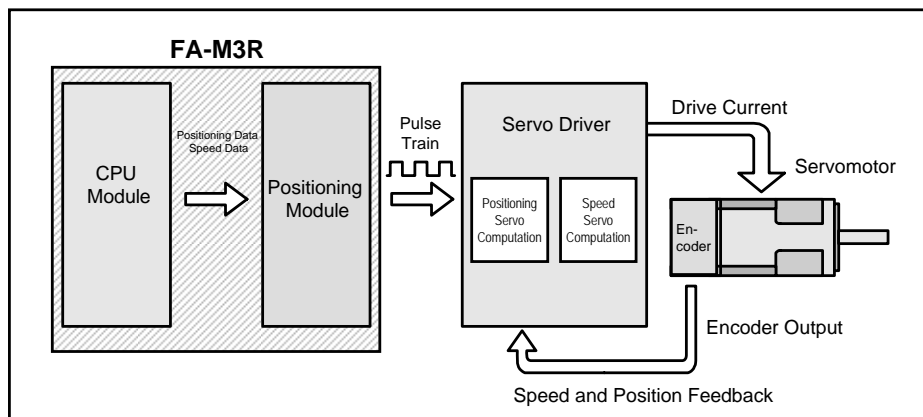 FA-M3R
CPU
Module
Positioning Data
Speed Data
Positioning
Module
Pulse
Train
Servo Driver
Positioning
Servo
Computation
Speed
Servo
Computation
Drive Current
Servomotor
En-
coder
Encoder Output
Speed and Position Feedback